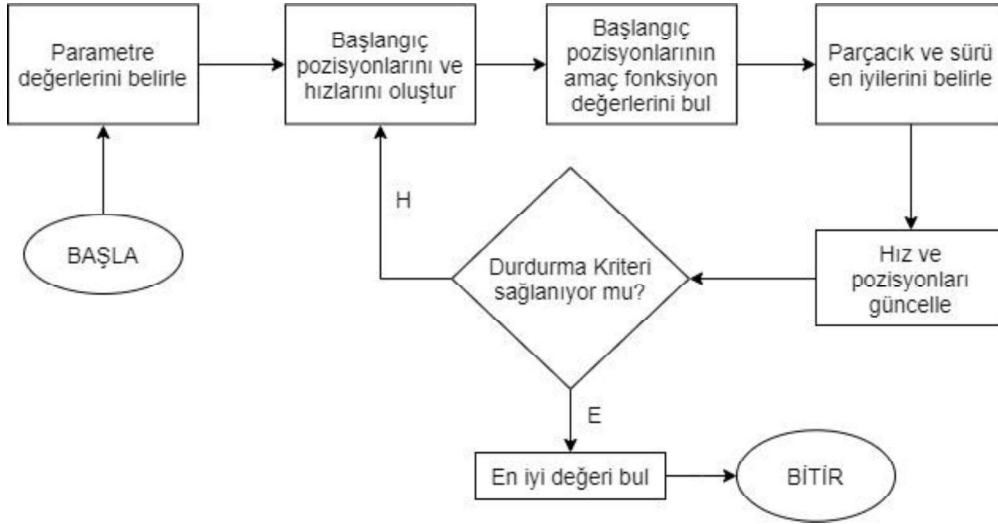 Parametre
değerlerini belirle
Başlangıç
pozisyonlarını ve
hızlarını oluştur
Başlangıç
pozisyonlarının
amaç fonksiyon
değerlerini bul
Parçacık ve sürü
en iyilerini belirle
H
BAŞLA
Durdurma Kriteri
sağlanıyor mu?
Hız ve
pozisyonları
güncelle
E
En iyi değeri bul
BİTİR